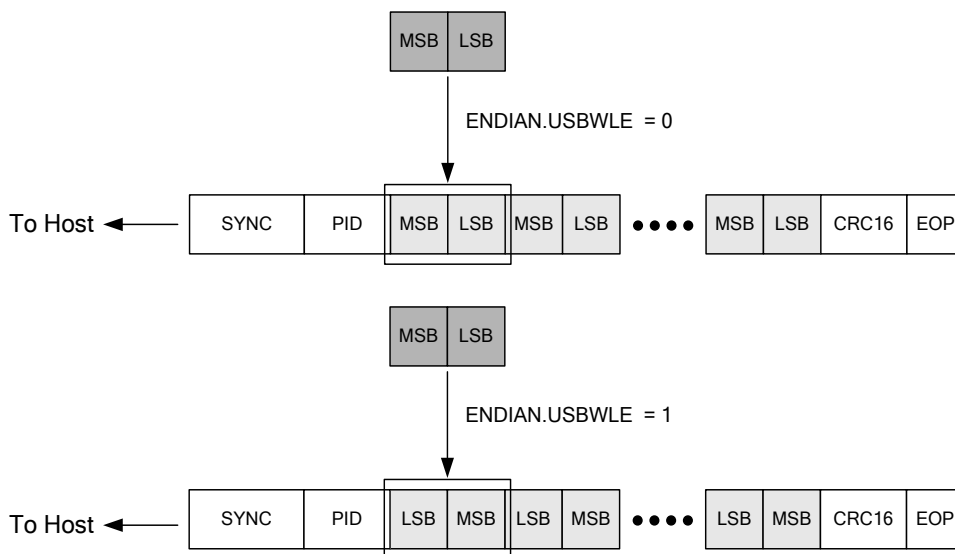 MSB LSB
ENDIAN.USBWLE = 0
To Host SYNC PID MSB LSB MSB LSB MSB LSB CRC16 EOP
MSB LSB
ENDIAN.USBWLE = 1
To Host SYNC PID LSB MSB LSB MSB LSB MSB CRC16 EOP